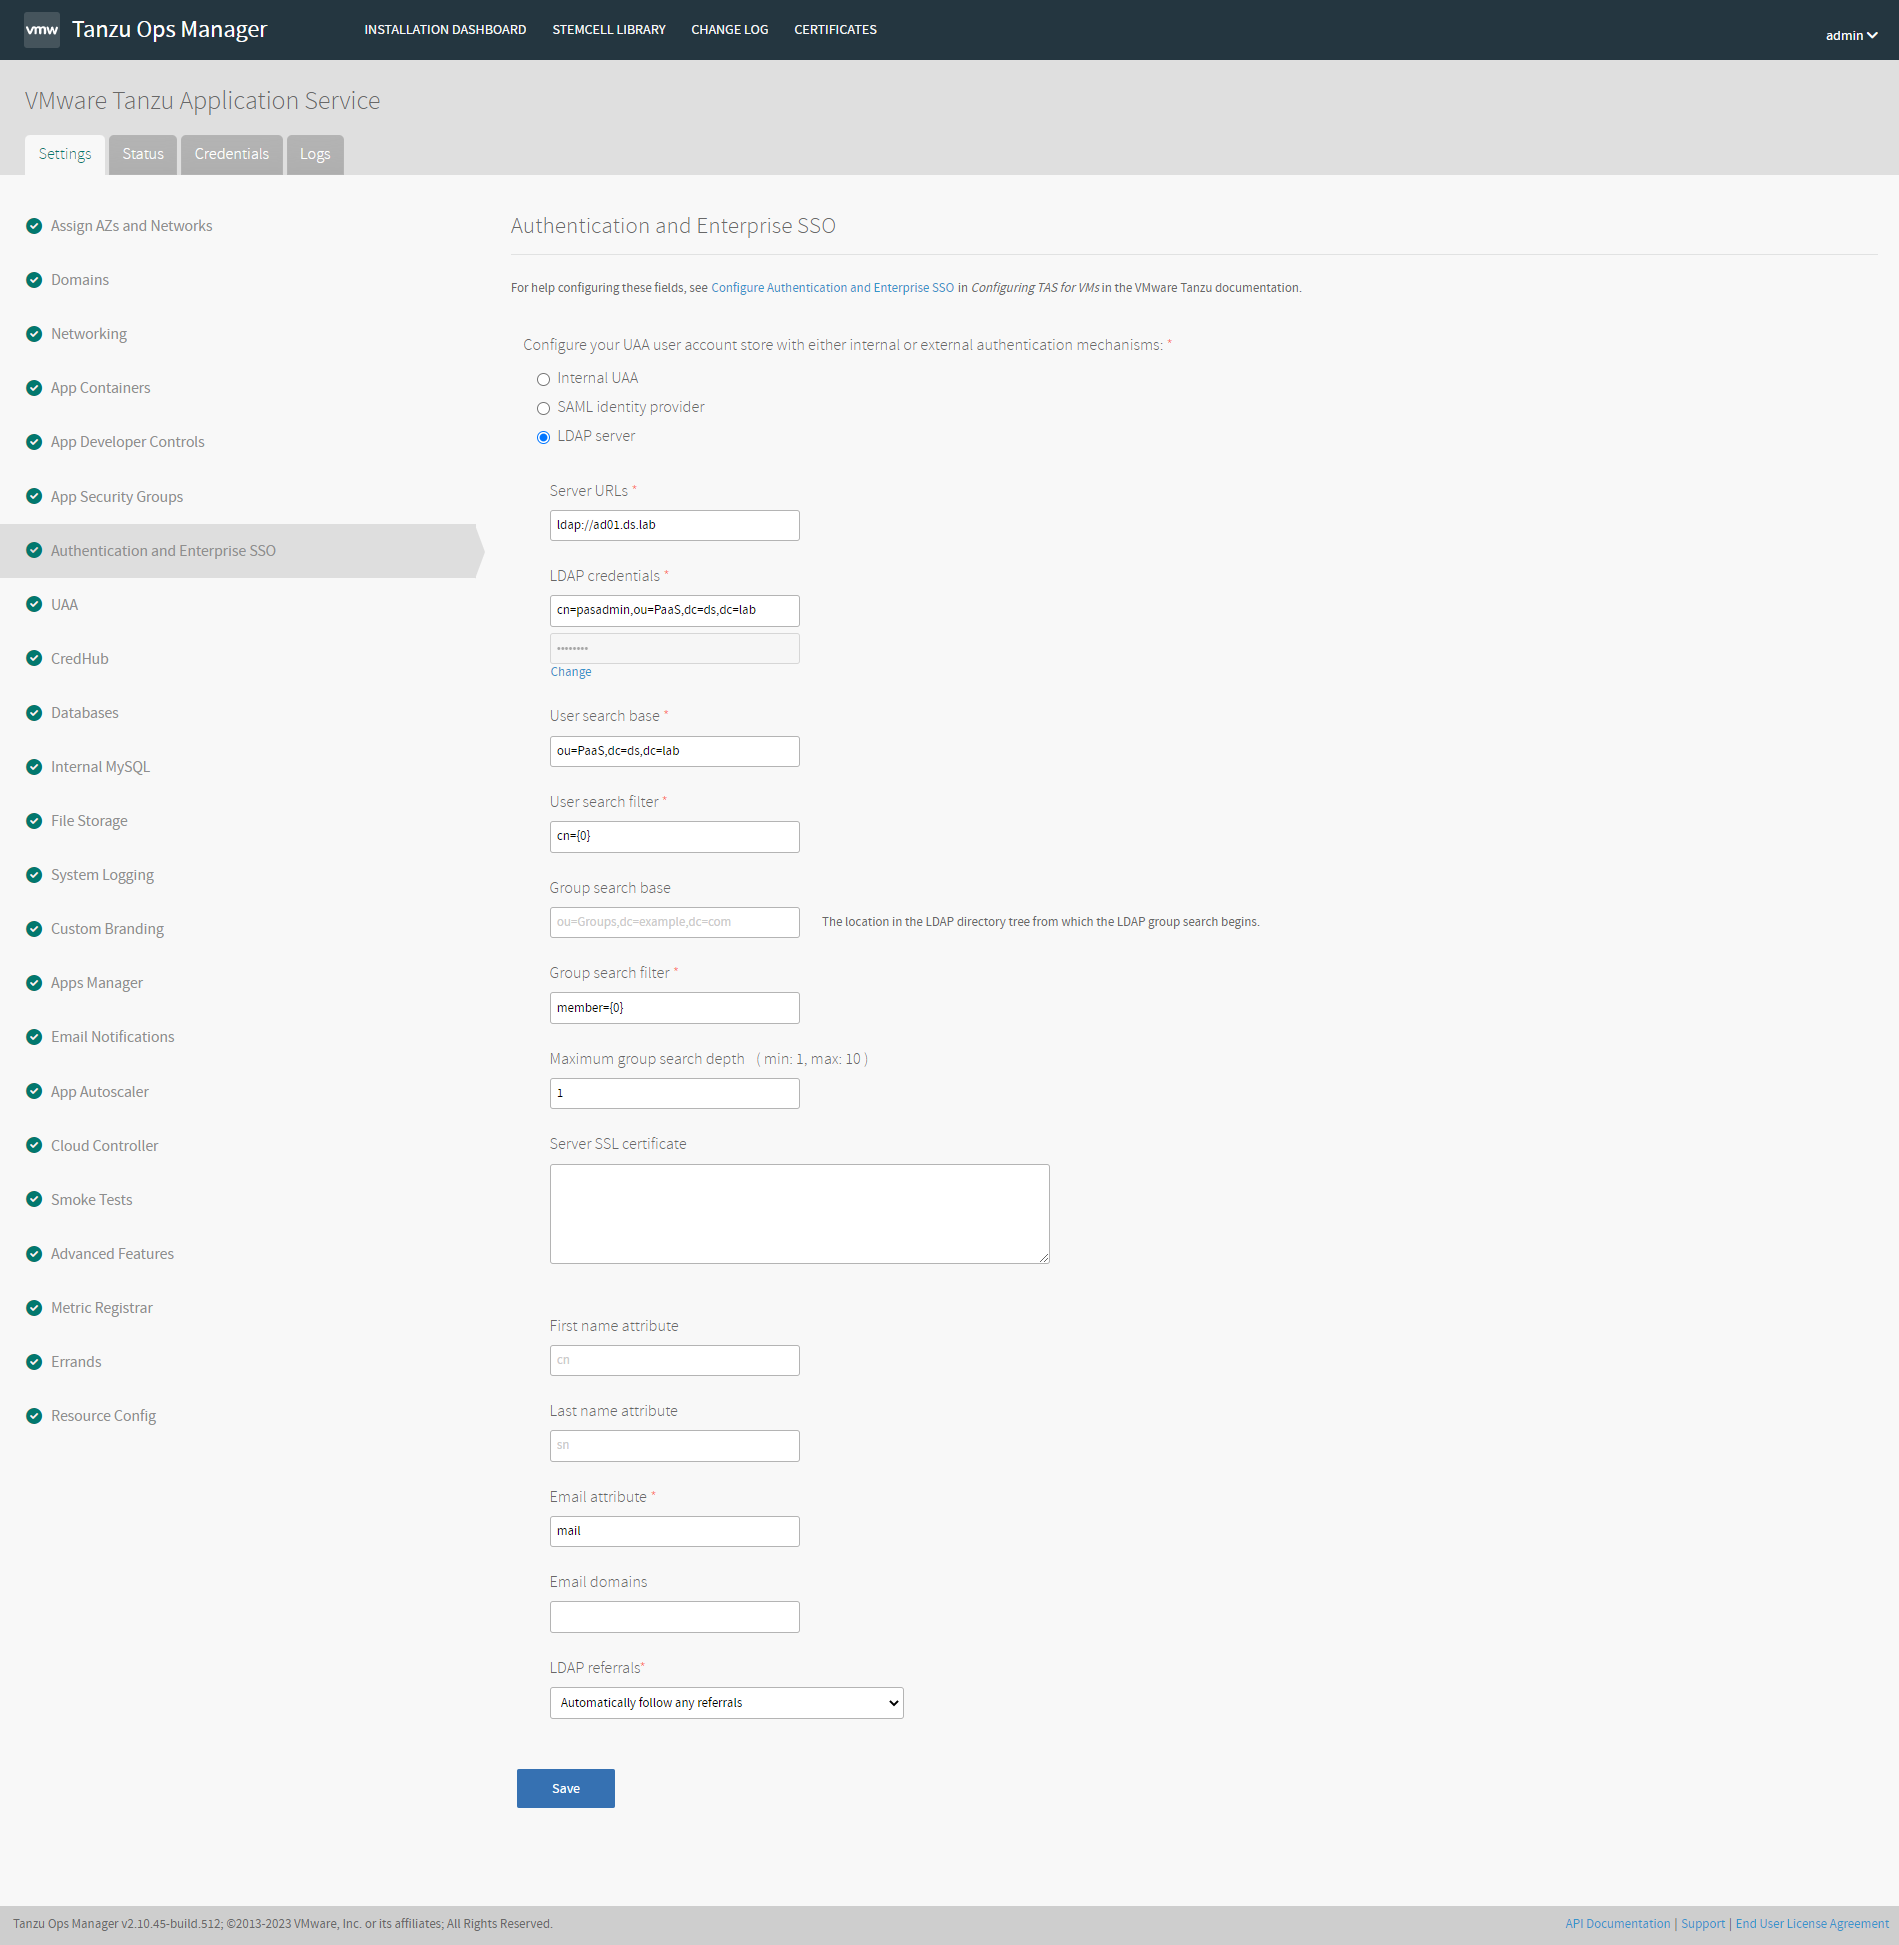 vmw Tanzu Ops Manager INSTALLATION DASHBOARD STEMCELL LIBRARY CHANGE LOG CERTIFICATES admin
VMware Tanzu Application Service
Settings Status Credentials Logs
Assign AZs and Networks
Domains
Networking
App Containers
App Developer Controls
App Security Groups
Authentication and Enterprise SSO
UAA
CredHub
Databases
Internal MySQL
File Storage
System Logging
Custom Branding
Apps Manager
Email Notifications
App Autoscaler
Cloud Controller
Smoke Tests
Advanced Features
Metric Registrar
Errands
Resource Config
Authentication and Enterprise SSO
For help configuring these fields, see Configure Authentication and Enterprise SSO in Configuring TAS for VMs in the VMware Tanzu documentation.
Configure your UAA user account store with either internal or external authentication mechanisms: *
Internal UAA
SAML identity provider
LDAP server
Server URLs *
ldap://ad01.ds.lab
LDAP credentials *
cn=pasadmin,ou=PaaS,dc=ds,dc=lab
••••••••
Change
User search base *
ou=PaaS,dc=ds,dc=lab
User search filter *
cn={0}
Group search base
ou=Groups,dc=example,dc=com The location in the LDAP directory tree from which the LDAP group search begins.
Group search filter *
member={0}
Maximum group search depth ( min: 1, max: 10 )
1
Server SSL certificate
First name attribute
cn
Last name attribute
sn
Email attribute *
mail
Email domains
LDAP referrals*
Automatically follow any referrals
Save
Tanzu Ops Manager v2.10.45-build.512; ©2013-2023 VMware, Inc. or its affiliates; All Rights Reserved. API Documentation | Support | End User License Agreement